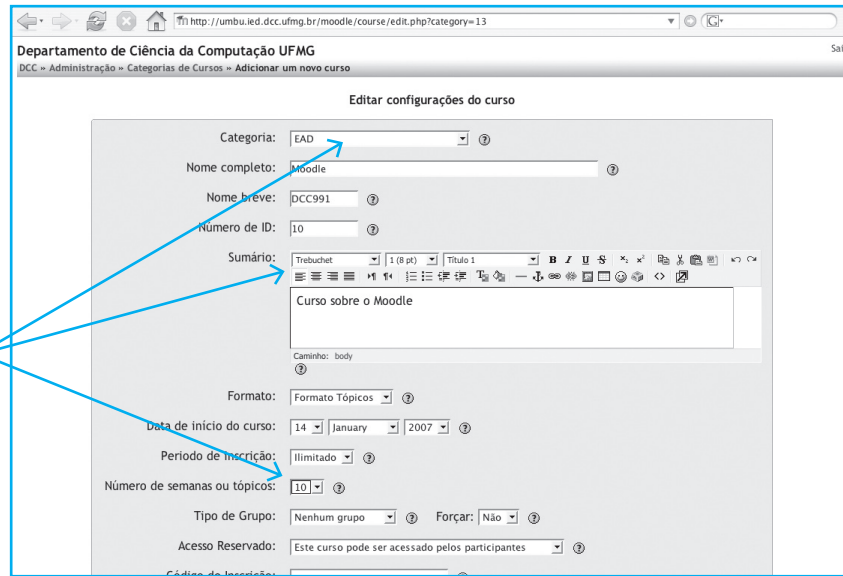 http://umbu.ied.dcc.ufmg.br/moodle/course/edit.php?category=13
Departamento de Ciência da Computação UFMG
DCC » Administração » Categorias de Cursos » Adicionar um novo curso
Editar configurações do curso
Categoria: EAD
Nome completo: Moodle
Nome breve: DCC991
Número de ID: 10
Sumário: Trebuchet 1 (8 pt) Título 1
Curso sobre o Moodle
Caminho: body
Formato: Formato Tópicos
Data de início do curso: 14 January 2007
Periodo de Inscrição: Ilimitado
Número de semanas ou tópicos: 10
Tipo de Grupo: Nenhum grupo Forçar: Não
Acesso Reservado: Este curso pode ser acessado pelos participantes